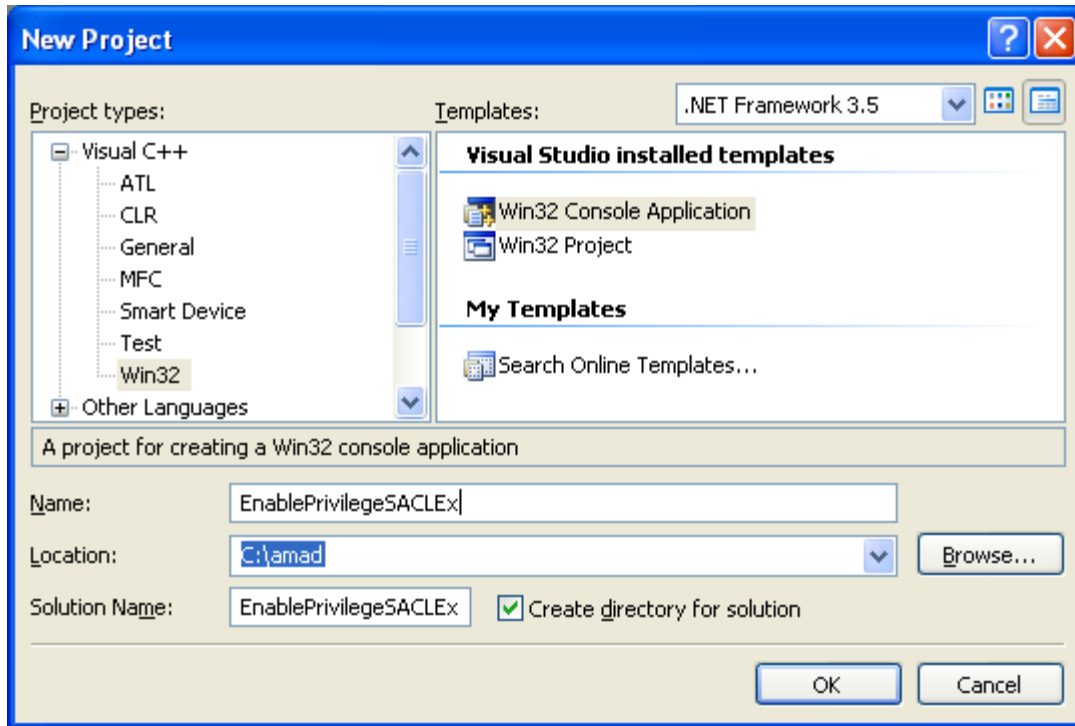 New Project
Project types:
Templates:
.NET Framework 3.5
Visual C++
ATL
CLR
General
MFC
Smart Device
Test
Win32
Other Languages
Visual Studio installed templates
Win32 Console Application
Win32 Project
My Templates
Search Online Templates...
A project for creating a Win32 console application
Name:
EnablePrivilegeSACLEx
Location:
C:\amad
Browse...
Solution Name:
EnablePrivilegeSACLEx
Create directory for solution
OK
Cancel